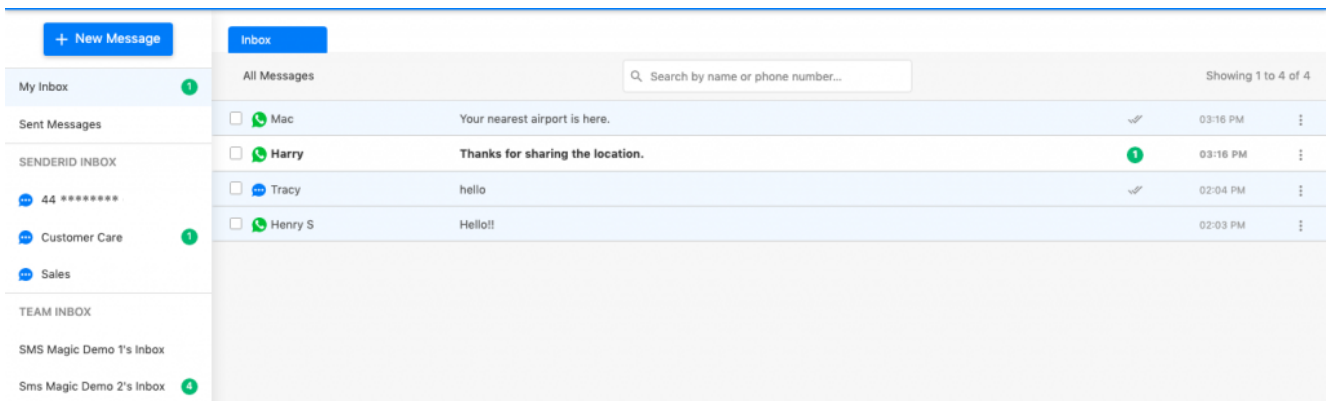 + New Message
My Inbox 1
Sent Messages
SENDERID INBOX
44 ********
Customer Care 1
Sales
TEAM INBOX
SMS Magic Demo 1's Inbox
Sms Magic Demo 2's Inbox 4
Inbox
All Messages Search by name or phone number... Showing 1 to 4 of 4
Mac Your nearest airport is here. 03:16 PM
Harry Thanks for sharing the location. 1 03:16 PM
Tracy hello 02:04 PM
Henry S Hello!! 02:03 PM